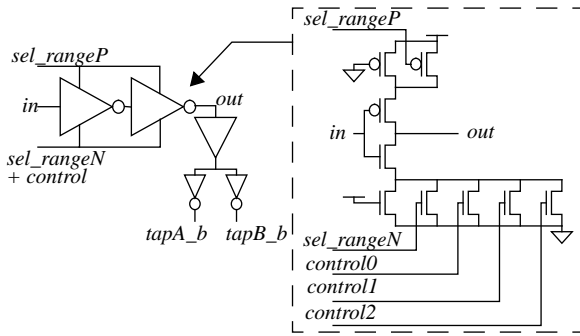 sel_rangeP
in
out
sel_rangeN
+ control
tapA_b
tapB_b
sel_rangeP
in
out
sel_rangeN
control0
control1
control2